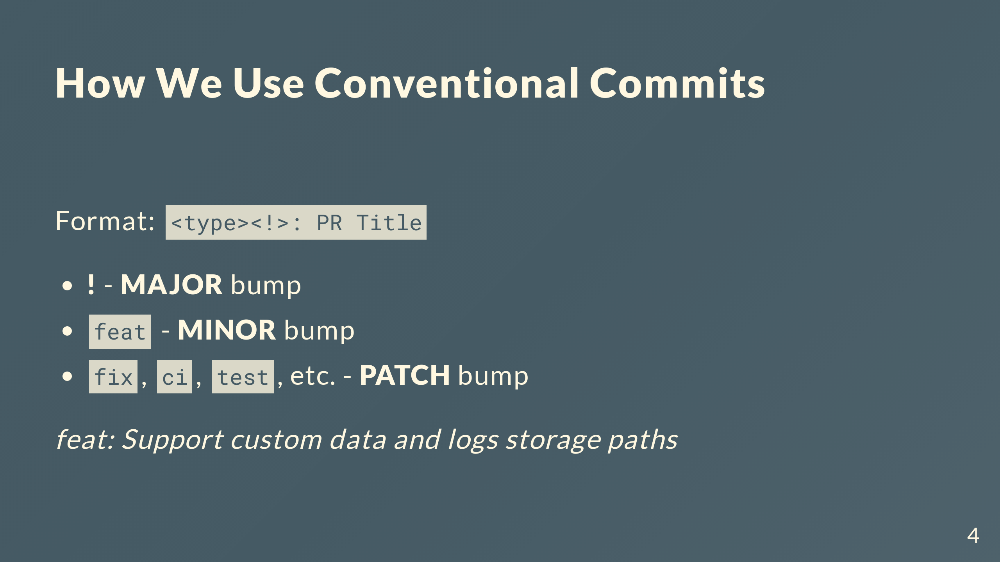 How We Use Conventional Commits
Format: <type><!>: PR Title
• ! - MAJOR bump
• feat - MINOR bump
• fix, ci, test, etc. - PATCH bump
feat: Support custom data and logs storage paths
4